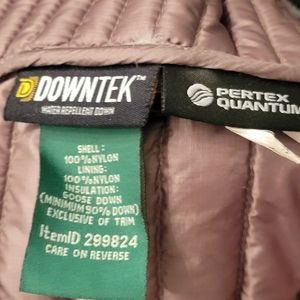 DOWNTEK™
WATER REPELLENT DOWN
PERTEX
QUANTUM
SHELL:
100% NYLON
LINING:
100% NYLON
INSULATION:
GOOSE DOWN
(MINIMUM 90% DOWN)
EXCLUSIVE OF TRIM
ItemID 299824
CARE ON REVERSE